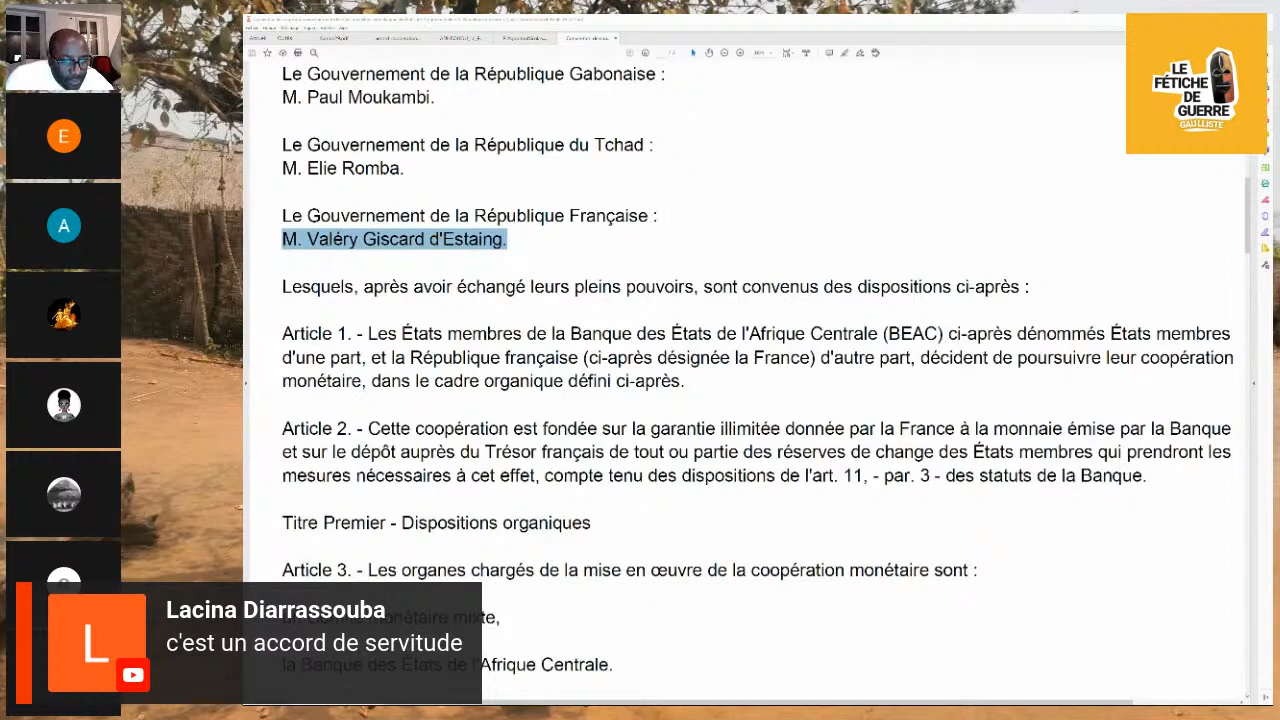 Le Gouvernement de la République Gabonaise :
M. Paul Moukambi.
Le Gouvernement de la République du Tchad :
M. Elie Romba.
Le Gouvernement de la République Française :
M. Valéry Giscard d'Estaing.
Lesquels, après avoir échangé leurs pleins pouvoirs, sont convenus des dispositions ci-après :
Article 1. - Les États membres de la Banque des États de l'Afrique Centrale (BEAC) ci-après dénommés États membres
d'une part, et la République française (ci-après désignée la France) d'autre part, décident de poursuivre leur coopération
monétaire, dans le cadre organique défini ci-après.
Article 2. - Cette coopération est fondée sur la garantie illimitée donnée par la France à la monnaie émise par la Banque
et sur le dépôt auprès du Trésor français de tout ou partie des réserves de change des États membres qui prendront les
mesures nécessaires à cet effet, compte tenu des dispositions de l'art. 11, - par. 3 - des statuts de la Banque.
Titre Premier - Dispositions organiques
Article 3. - Les organes chargés de la mise en œuvre de la coopération monétaire sont :
monétaire mixte,
la Banque des États de l'Afrique Centrale.
LE
FÉTICHE
DE
GUERRE
GAULLISTE
E
A
L
Lacina Diarrassouba
c'est un accord de servitude